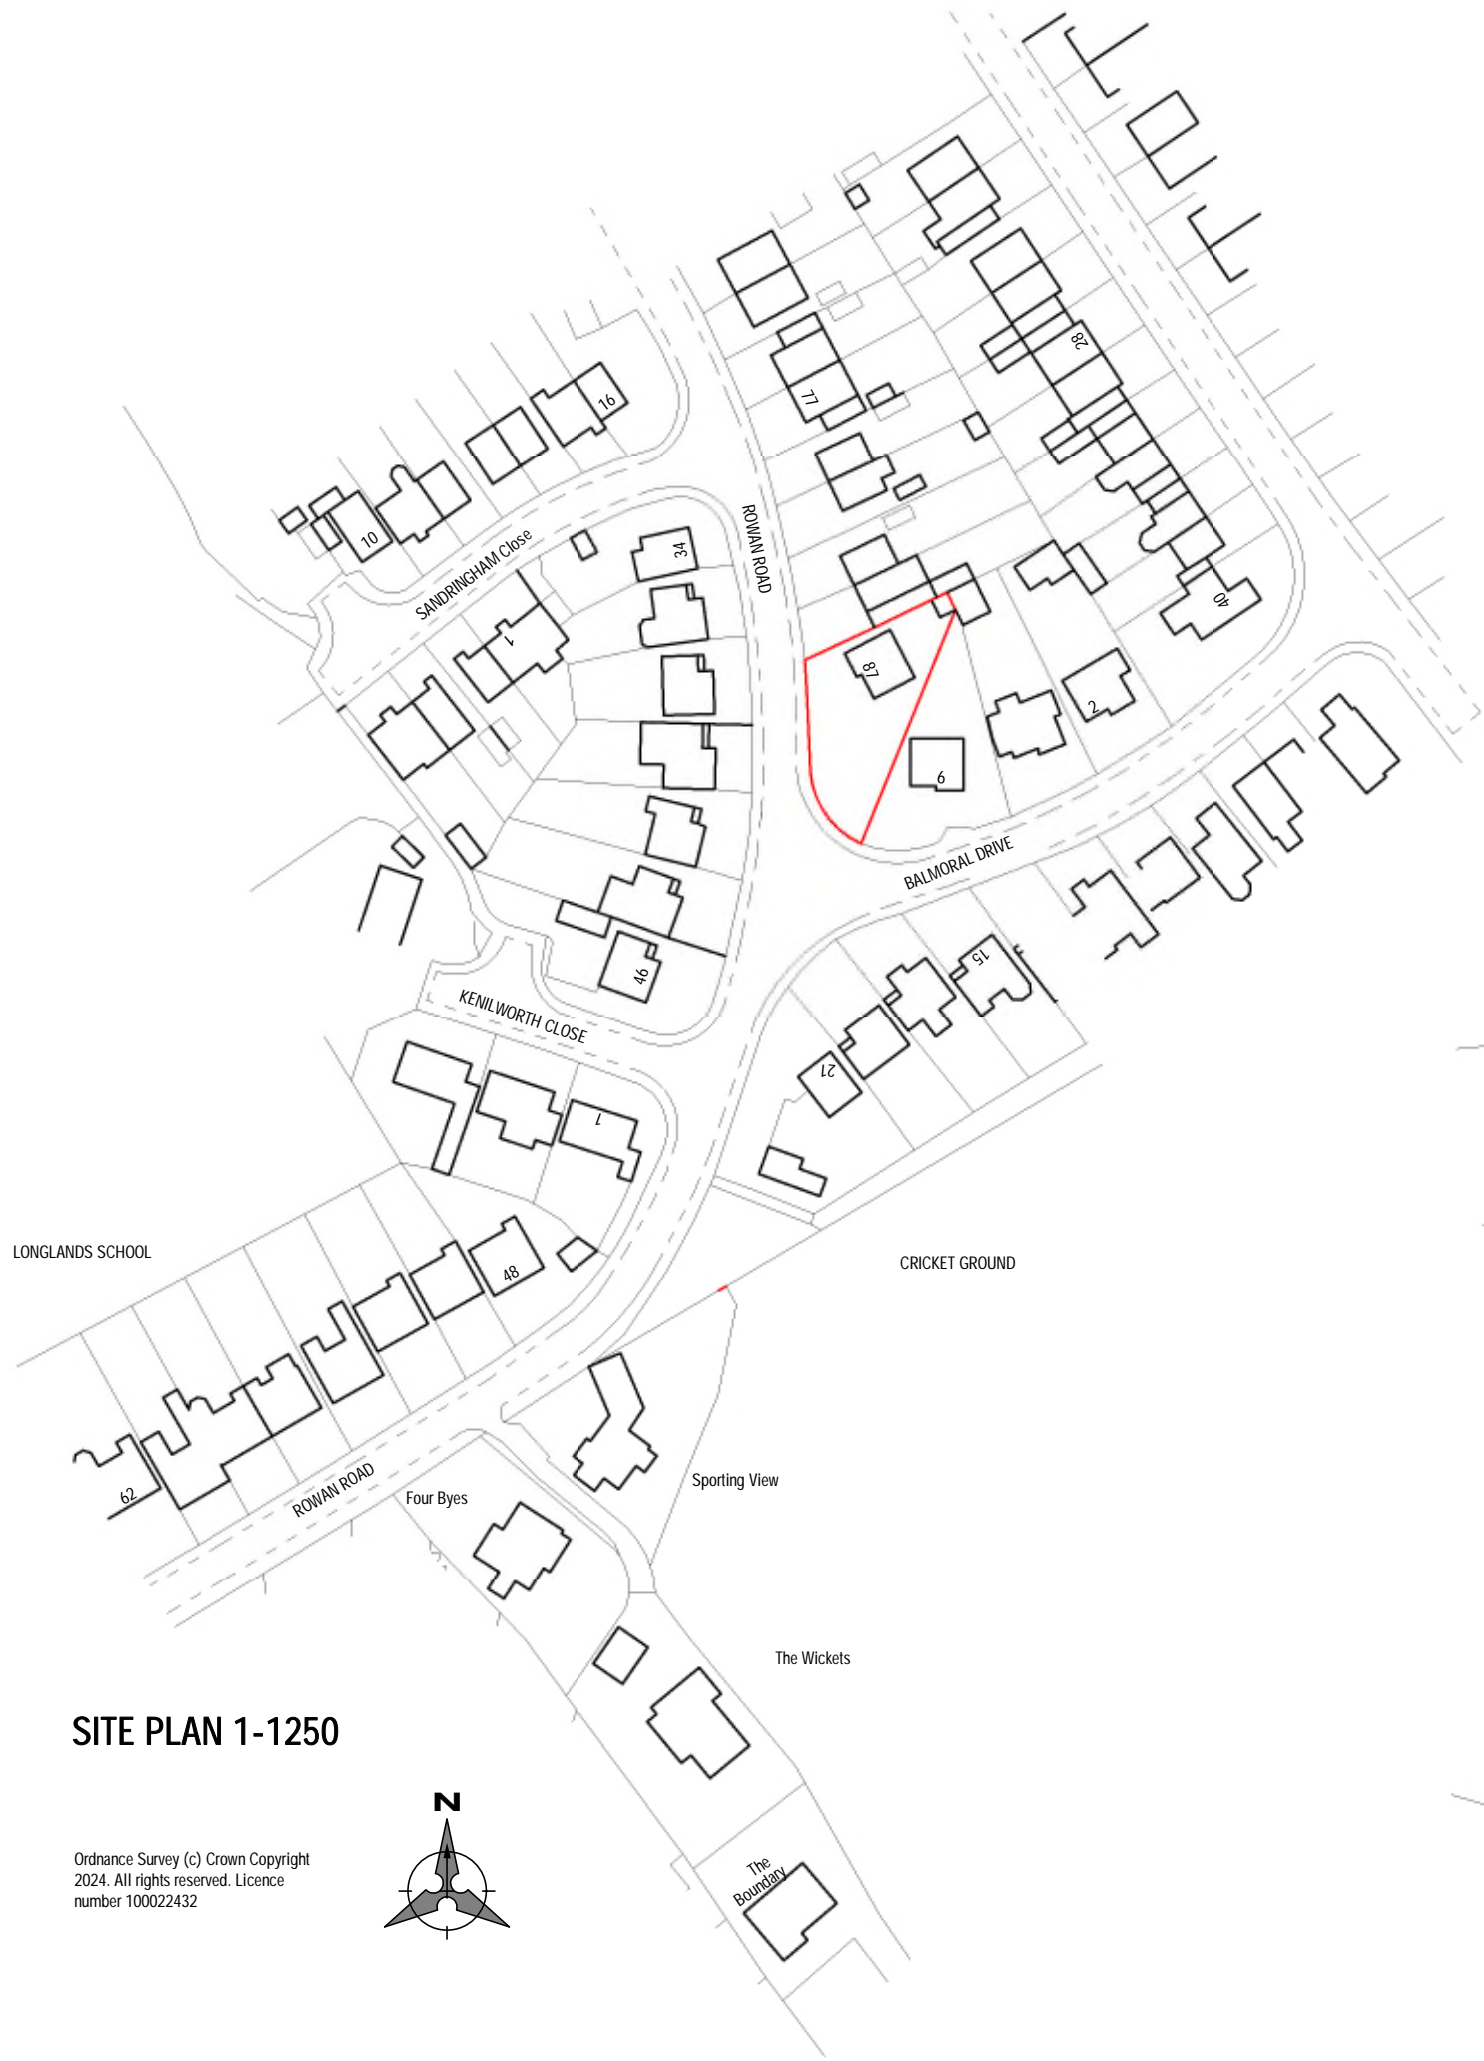 28
16
77
10
ROWAN ROAD
34
SANDRINGHAM Close
1
40
87
2
6
BALMORAL DRIVE
15
46
KENILWORTH CLOSE
27
1
LONGLANDS SCHOOL
CRICKET GROUND
48
Sporting View
ROWAN ROAD
62
Four Byes
The Wickets
SITE PLAN 1-1250
N
Ordnance Survey (c) Crown Copyright
2024. All rights reserved. Licence
number 100022432
The
Boundary